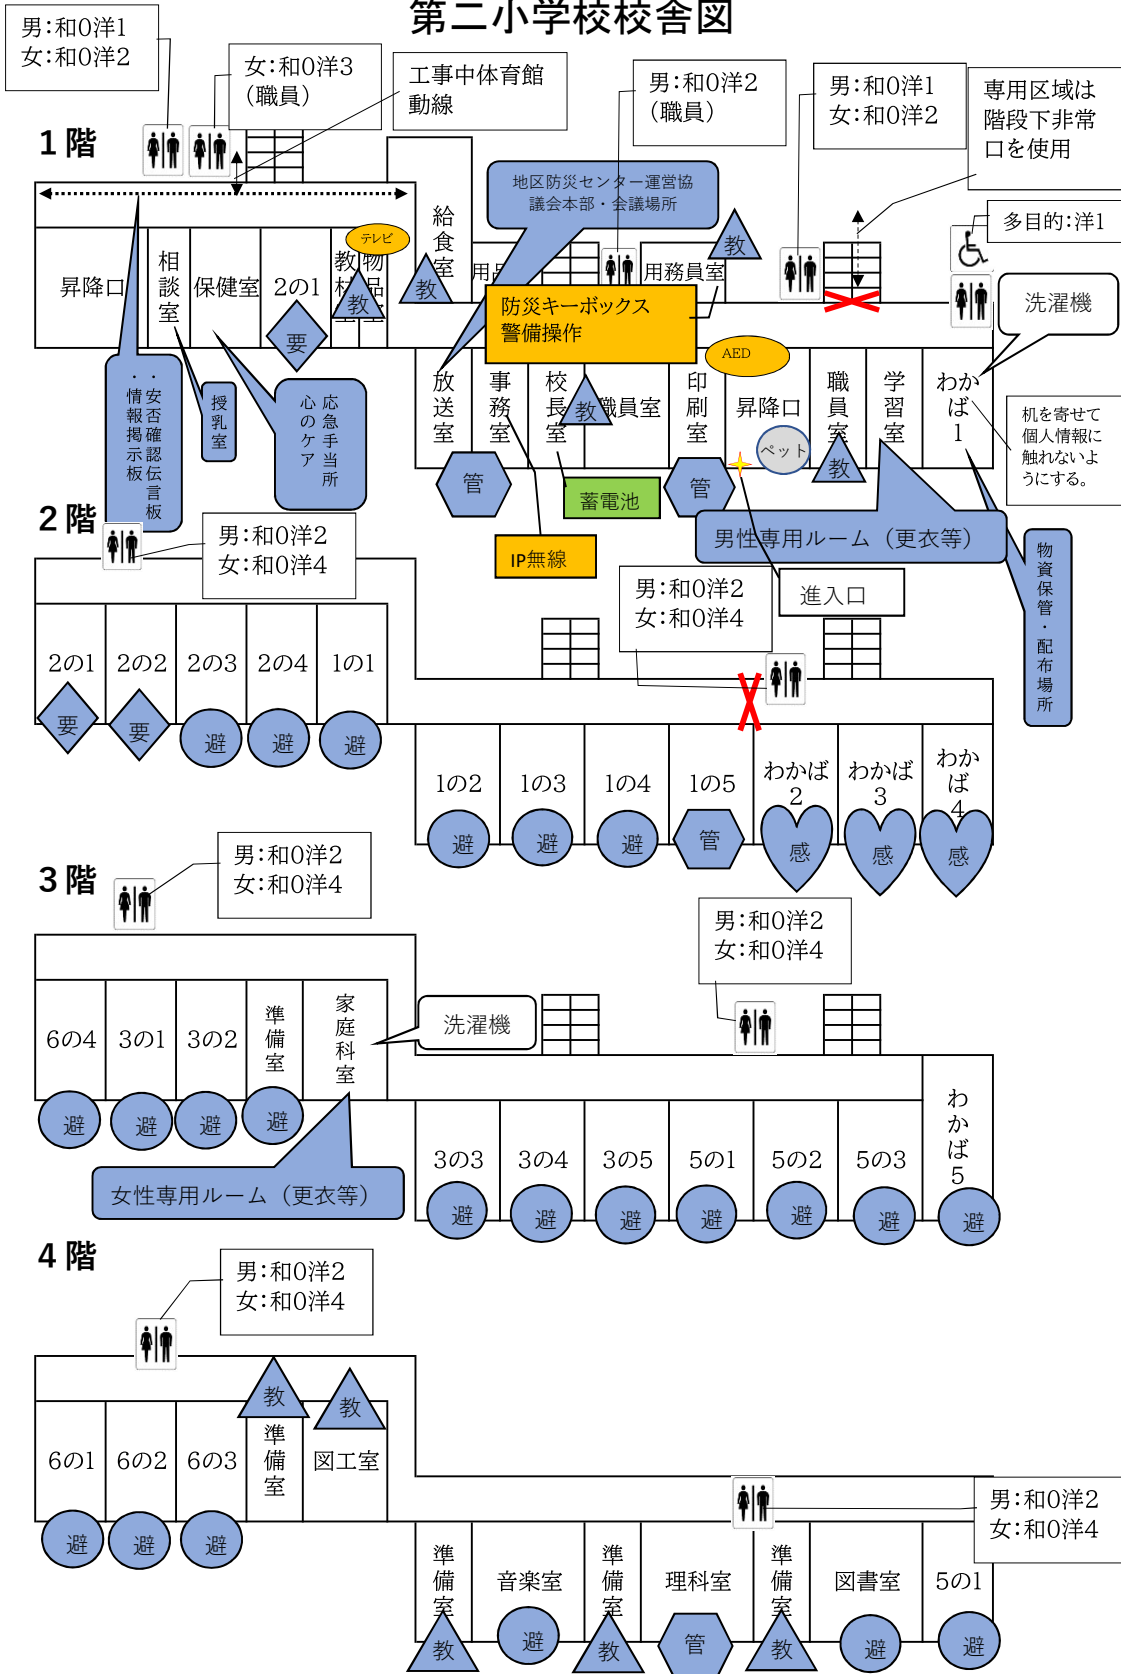 第二小学校校舎図
男：和0洋1
女：和0洋2
女：和0洋3
（職員）
工事中体育館
動線
男：和0洋2
（職員）
男：和0洋1
女：和0洋2
専用区域は
階段下非常
口を使用
多目的：洋1
1階
地区防災センター運営協
議会本部・会議場所
テレビ
給食室
教
教
教
用務員室
昇降口
相談室
保健室
2の1
要
防災キーボックス
警備操作
洗濯機
AED
放送室
事務室
校長室
教
職員室
印刷室
昇降口
職員室
学習室
わかば1
ペット
教
管
管
・安否確認伝言板
・情報掲示板
授乳室
応急手当所
心のケア
机を寄せて
個人情報に
触れないよ
うにする。
蓄電池
IP無線
男性専用ルーム（更衣等）
進入口
物資保管・配布場所
2階
男：和0洋2
女：和0洋4
男：和0洋2
女：和0洋4
2の1
2の2
2の3
2の4
1の1
要
要
避
避
避
1の2
1の3
1の4
1の5
わかば
2
わかば
3
わかば
4
避
避
避
管
感
感
感
3階
男：和0洋2
女：和0洋4
男：和0洋2
女：和0洋4
6の4
3の1
3の2
準備室
家庭科室
洗濯機
避
避
避
避
女性専用ルーム（更衣等）
3の3
3の4
3の5
5の1
5の2
5の3
わかば5
避
避
避
避
避
避
避
4階
男：和0洋2
女：和0洋4
教
教
6の1
6の2
6の3
準備室
図工室
避
避
避
男：和0洋2
女：和0洋4
準備室
音楽室
準備室
理科室
準備室
図書室
5の1
教
避
教
管
教
避
避